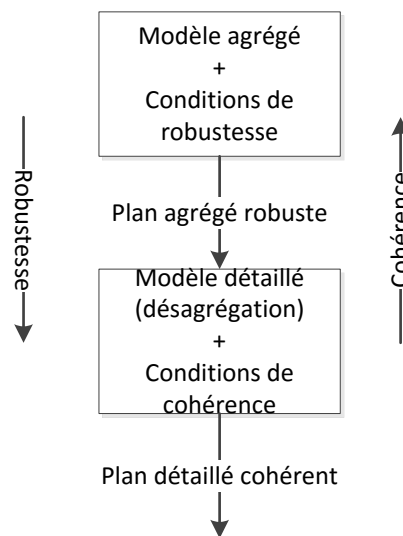 Modèle agrégé
+
Conditions de
robustesse
Robustesse
Cohérence
Plan agrégé robuste
Modèle détaillé
(désagrégation)
+
Conditions de
cohérence
Plan détaillé cohérent